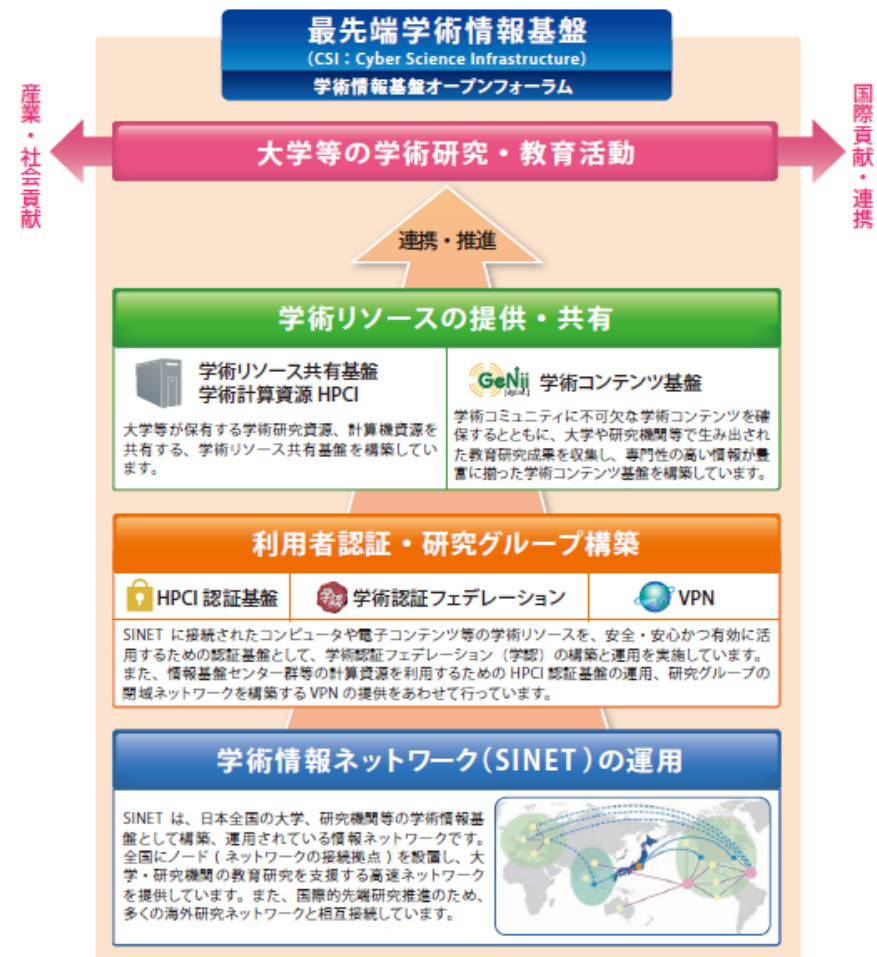 最先端学術情報基盤
（CSI：Cyber Science Infrastructure）
学術情報基盤オープンフォーラム
産業・社会貢献
大学等の学術研究・教育活動
国際貢献・連携
連携・推進
学術リソースの提供・共有
学術リソース共有基盤
学術計算資源 HPCI
大学等が保有する学術研究資源、計算機資源を
共有する、学術リソース共有基盤を構築してい
ます。
GeNii 学術コンテンツ基盤
学術コミュニティに不可欠な学術コンテンツを確
保するとともに、大学や研究機関等で生み出され
た教育研究成果を収集し、専門性の高い情報が豊
富に揃った学術コンテンツ基盤を構築しています。
利用者認証・研究グループ構築
HPCI 認証基盤
学認 学術認証フェデレーション
VPN
SINET に接続されたコンピュータや電子コンテンツ等の学術リソースを、安全・安心かつ有効に活
用するための認証基盤として、学術認証フェデレーション（学認）の構築と運用を実施しています。
また、情報基盤センター群等の計算資源を利用するための HPCI 認証基盤の運用、研究グループの
閉域ネットワークを構築する VPN の提供をあわせて行っています。
学術情報ネットワーク（SINET）の運用
SINET は、日本全国の大学、研究機関等の学術情報基
盤として構築、運用されている情報ネットワークです。
全国にノード ( ネットワークの接続拠点 ) を設置し、大
学・研究機関の教育研究を支援する高速ネットワーク
を提供しています。また、国際的先端研究推進のため、
多くの海外研究ネットワークと相互接続しています。